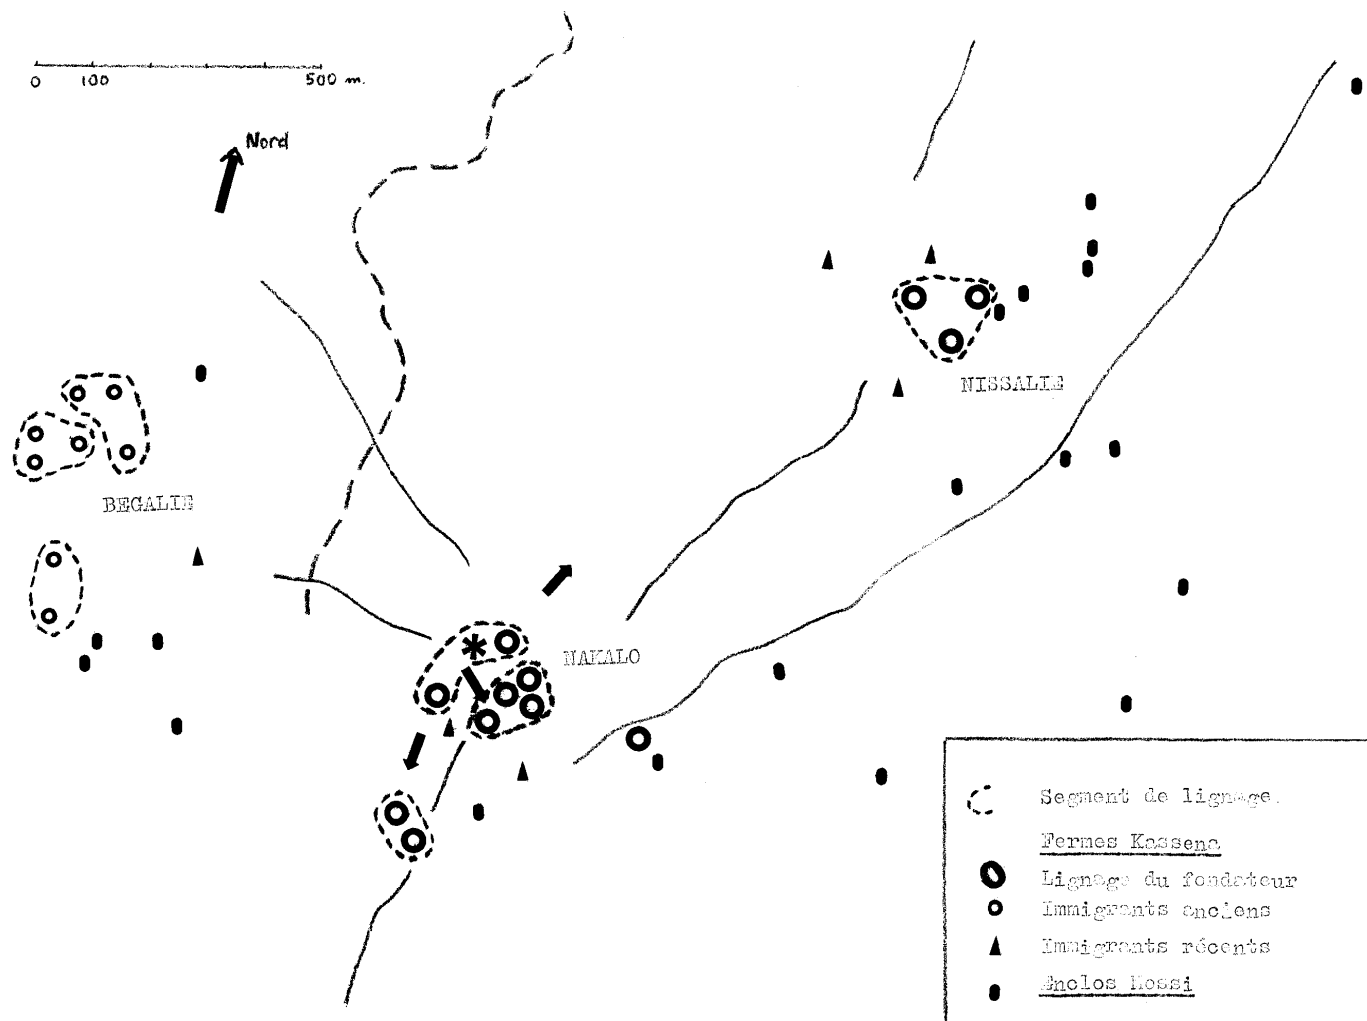 0 100 500 m.
Nord
NISSALIE
BEGALIE
NAKALO
Segment de lignage.
Fermes Kassena
Lignage du fondateur
Immigrants anciens
Immigrants récents
Enclos Mossi